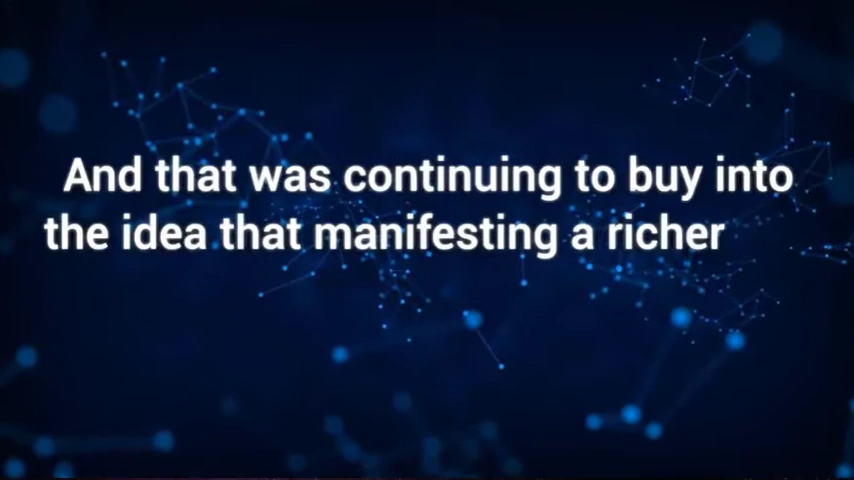 And that was continuing to buy into
the idea that manifesting a richer